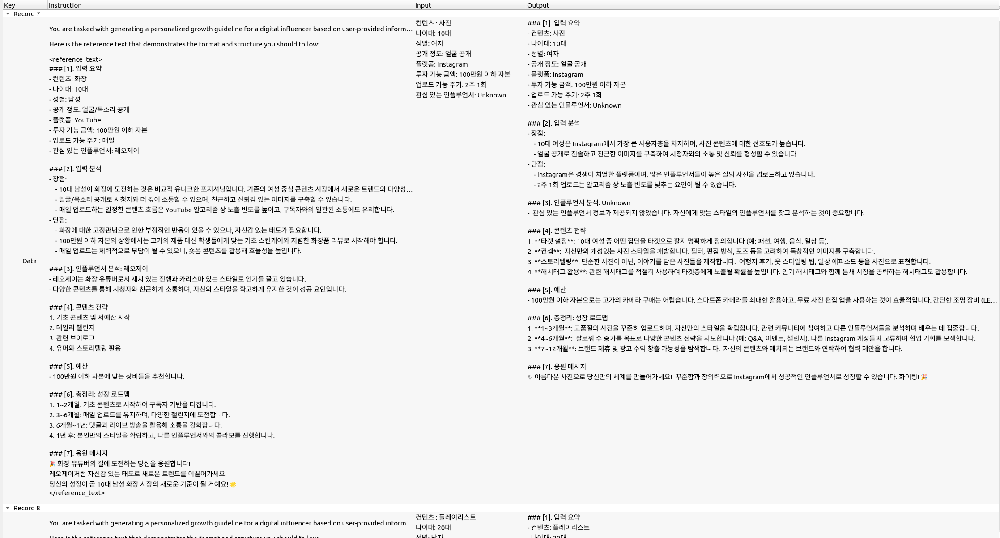 Key
Instruction
Input
Output
Record 7
Data
You are tasked with generating a personalized growth guideline for a digital influencer based on user-provided inform…
Here is the reference text that demonstrates the format and structure you should follow:
<reference_text>
### [1]. 입력 요약
- 컨텐츠: 화장
- 나이대: 10대
- 성별: 남성
- 공개 정도: 얼굴/목소리 공개
- 플랫폼: YouTube
- 투자 가능 금액: 100만원 이하 자본
- 업로드 가능 주기: 매일
- 관심 있는 인플루언서: 레오제이
### [2]. 입력 분석
- 장점:
- 10대 남성이 화장에 도전하는 것은 비교적 유니크한 포지셔닝입니다. 기존의 여성 중심 콘텐츠 시장에서 새로운 트렌드와 다양성…
- 얼굴/목소리 공개로 시청자와 더 깊이 소통할 수 있으며, 친근하고 신뢰감 있는 이미지를 구축할 수 있습니다.
- 매일 업로드하는 일정한 콘텐츠 흐름은 YouTube 알고리즘 상 노출 빈도를 높이고, 구독자와의 일관된 소통에도 유리합니다.
- 단점:
- 화장에 대한 고정관념으로 인한 부정적인 반응이 있을 수 있으나, 자신감 있는 태도가 필요합니다.
- 100만원 이하 자본의 상황에서는 고가의 제품 대신 학생들에게 맞는 기초 스킨케어와 저렴한 화장품 리뷰로 시작해야 합니다.
- 매일 업로드는 체력적으로 부담이 될 수 있으니, 숏폼 콘텐츠를 활용해 효율성을 높입니다.
### [3]. 인플루언서 분석: 레오제이
- 레오제이는 화장 유튜버로서 재치 있는 진행과 카리스마 있는 스타일로 인기를 끌고 있습니다.
- 다양한 콘텐츠를 통해 시청자와 친근하게 소통하며, 자신의 스타일을 확고하게 유지한 것이 성공 요인입니다.
### [4]. 콘텐츠 전략
1. 기초 콘텐츠 및 저예산 시작
2. 데일리 챌린지
3. 관련 브이로그
4. 유머와 스토리텔링 활용
### [5]. 예산
- 100만원 이하 자본에 맞는 장비들을 추천합니다.
### [6]. 총정리: 성장 로드맵
1. 1~2개월: 기초 콘텐츠로 시작하여 구독자 기반을 다집니다.
2. 3~6개월: 매일 업로드를 유지하며, 다양한 챌린지에 도전합니다.
3. 6개월~1년: 댓글과 라이브 방송을 활용해 소통을 강화합니다.
4. 1년 후: 본인만의 스타일을 확립하고, 다른 인플루언서와의 콜라보를 진행합니다.
### [7]. 응원 메시지
🎉 화장 유튜버의 길에 도전하는 당신을 응원합니다!
레오제이처럼 자신감 있는 태도로 새로운 트렌드를 이끌어가세요.
당신의 성장이 곧 10대 남성 화장 시장의 새로운 기준이 될 거예요! 🌟
</reference_text>
컨텐츠 : 사진
나이대: 10대
성별: 여자
공개 정도: 얼굴 공개
플랫폼: Instagram
투자 가능 금액: 100만원 이하 자본
업로드 가능 주기: 2주 1회
관심 있는 인플루언서: Unknown
### [1]. 입력 요약
- 컨텐츠: 사진
- 나이대: 10대
- 성별: 여자
- 공개 정도: 얼굴 공개
- 플랫폼: Instagram
- 투자 가능 금액: 100만원 이하 자본
- 업로드 가능 주기: 2주 1회
- 관심 있는 인플루언서: Unknown
### [2]. 입력 분석
- 장점:
- 10대 여성은 Instagram에서 가장 큰 사용자층을 차지하며, 사진 콘텐츠에 대한 선호도가 높습니다.
- 얼굴 공개로 진솔하고 친근한 이미지를 구축하여 시청자와의 소통 및 신뢰를 형성할 수 있습니다.
- 단점:
- Instagram은 경쟁이 치열한 플랫폼이며, 많은 인플루언서들이 높은 질의 사진을 업로드하고 있습니다.
- 2주 1회 업로드는 알고리즘 상 노출 빈도를 낮추는 요인이 될 수 있습니다.
### [3]. 인플루언서 분석: Unknown
- 관심 있는 인플루언서 정보가 제공되지 않았습니다. 자신에게 맞는 스타일의 인플루언서를 찾고 분석하는 것이 중요합니다.
### [4]. 콘텐츠 전략
1. **타겟 설정**: 10대 여성 중 어떤 집단을 타겟으로 할지 명확하게 정의합니다 (예: 패션, 여행, 음식, 일상 등).
2. **컨셉**: 자신만의 개성있는 사진 스타일을 개발합니다. 필터, 편집 방식, 포즈 등을 고려하여 독창적인 이미지를 구축합니다.
3. **스토리텔링**: 단순한 사진이 아닌, 이야기를 담은 사진들을 제작합니다. 여행지 후기, 옷 스타일링 팁, 일상 에피소드 등을 사진으로 표현합니다.
4. **해시태그 활용**: 관련 해시태그를 적절히 사용하여 타겟층에게 노출될 확률을 높입니다. 인기 해시태그와 함께 틈새 시장을 공략하는 해시태그도 활용합니다.
### [5]. 예산
- 100만원 이하 자본으로는 고가의 카메라 구매는 어렵습니다. 스마트폰 카메라를 최대한 활용하고, 무료 사진 편집 앱을 사용하는 것이 효율적입니다. 간단한 조명 장비 (LE…
### [6]. 총정리: 성장 로드맵
1. **1~3개월**: 고품질의 사진을 꾸준히 업로드하며, 자신만의 스타일을 확립합니다. 관련 커뮤니티에 참여하고 다른 인플루언서들을 분석하며 배우는 데 집중합니다.
2. **4~6개월**: 팔로워 수 증가를 목표로 다양한 콘텐츠 전략을 시도합니다 (예: Q&A, 이벤트, 챌린지). 다른 Instagram 계정들과 교류하며 협업 기회를 모색합니다.
3. **7~12개월**: 브랜드 제휴 및 광고 수익 창출 가능성을 탐색합니다. 자신의 콘텐츠와 매치되는 브랜드와 연락하여 협력 제안을 합니다.
### [7]. 응원 메시지
✨ 아름다운 사진으로 당신만의 세계를 만들어가세요! 꾸준함과 창의력으로 Instagram에서 성공적인 인플루언서로 성장할 수 있습니다. 화이팅! 🎉
Record 8
You are tasked with generating a personalized growth guideline for a digital influencer based on user-provided inform…
Here is the reference text that demonstrates the format and structure you should follow:
컨텐츠 : 플레이리스트
나이대: 20대
성별: 남자
### [1]. 입력 요약
- 컨텐츠: 플레이리스트
- 나이대: 20대